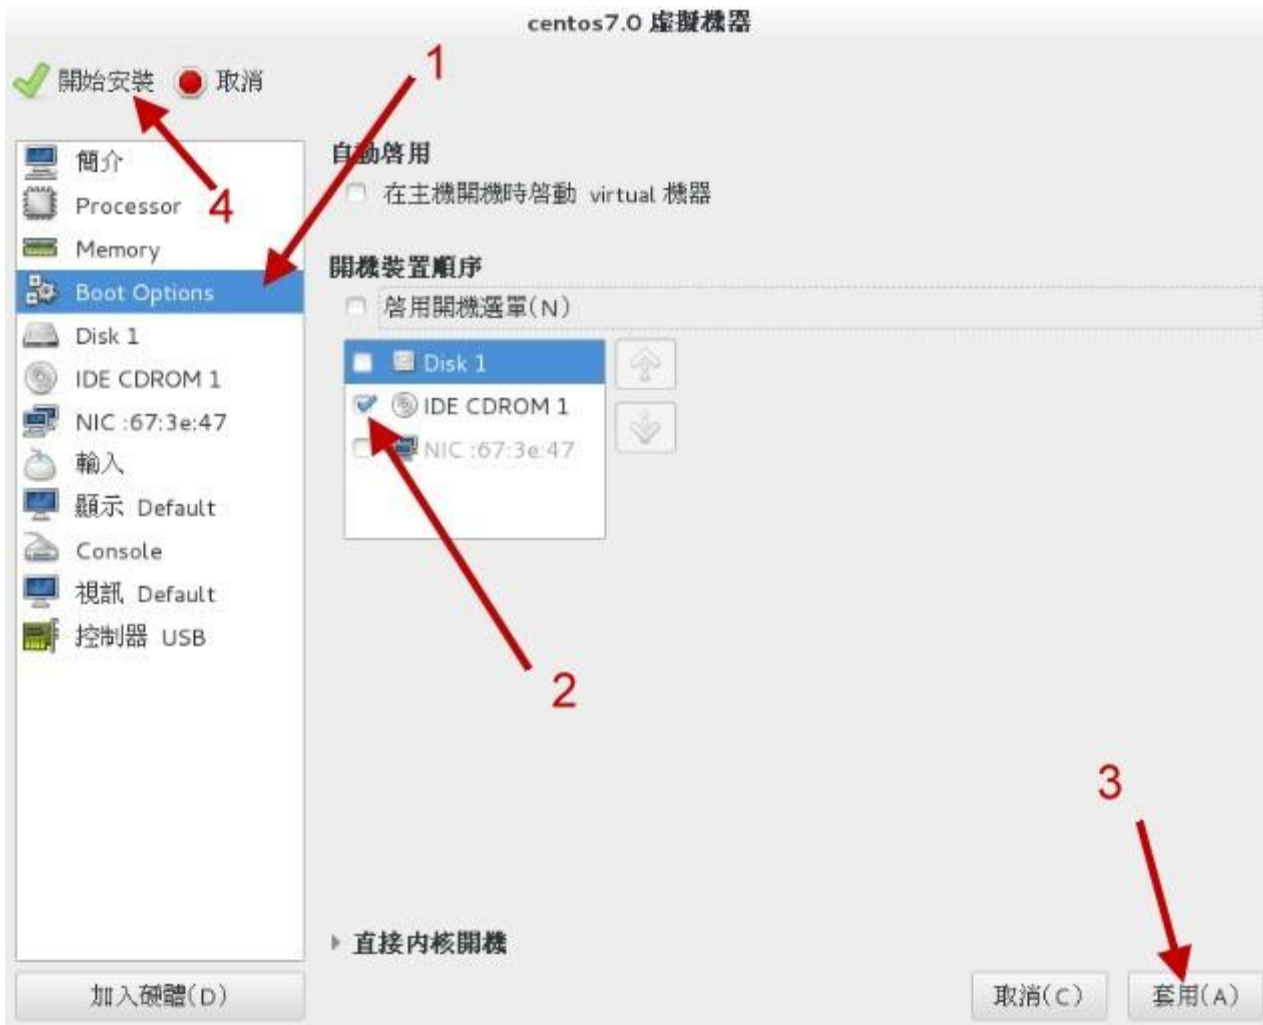 centos7.0 虛擬機器
1
開始安裝 取消
4
簡介
Processor
Memory
Boot Options
Disk 1
IDE CDROM 1
NIC :67:3e:47
輸入
顯示 Default
Console
視訊 Default
控制器 USB
加入硬體(D)
自動啓用
在主機開機時啓動 virtual 機器
開機裝置順序
啓用開機選單(N)
Disk 1
IDE CDROM 1
NIC :67:3e:47
2
3
直接內核開機
取消(C) 套用(A)